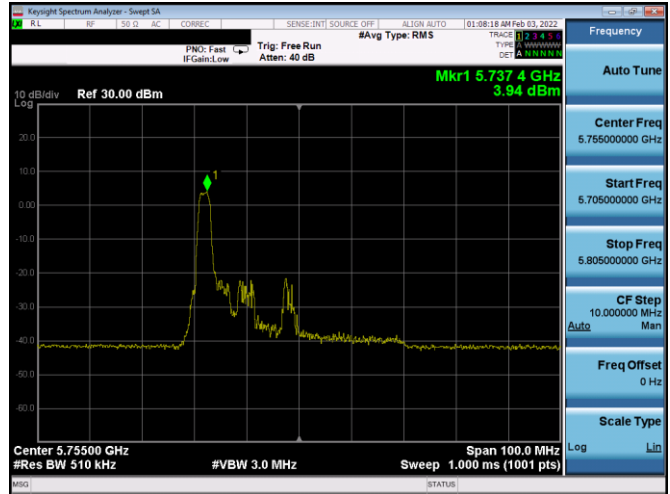 Keysight Spectrum Analyzer - Swept SA
LXI RL RF 50 Ω AC CORREC SENSE:INT SOURCE OFF ALIGN AUTO 01:08:18 AM Feb 03, 2022
PNO: Fast
IFGain:Low
Trig: Free Run
Atten: 40 dB
#Avg Type: RMS
TRACE 1 2 3 4 5 6
TYPE A WWWWW
DET A NNNNN
Mkr1 5.737 4 GHz
3.94 dBm
10 dB/div Ref 30.00 dBm
Log
20.0
10.0
0.00
-10.0
-20.0
-30.0
-40.0
-50.0
-60.0
1
Center 5.75500 GHz
Span 100.0 MHz
#Res BW 510 kHz
#VBW 3.0 MHz
Sweep 1.000 ms (1001 pts)
MSG
STATUS
Frequency
Auto Tune
Center Freq
5.755000000 GHz
Start Freq
5.705000000 GHz
Stop Freq
5.805000000 GHz
CF Step
10.000000 MHz
Auto Man
Freq Offset
0 Hz
Scale Type
Log Lin